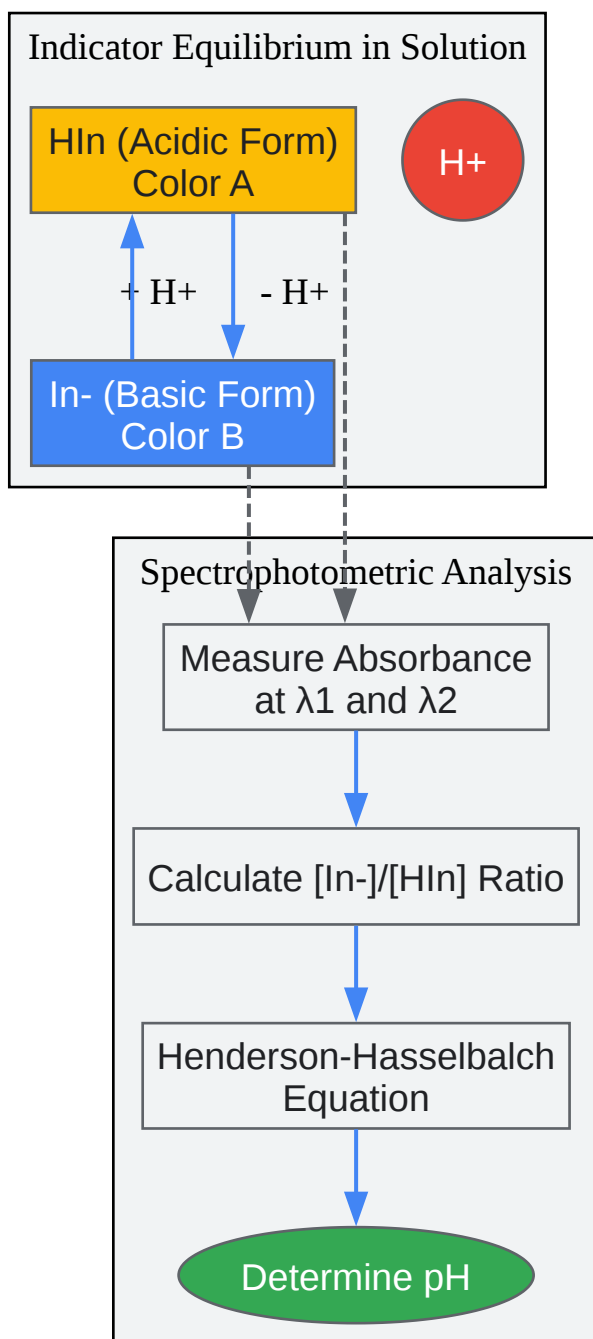 Indicator Equilibrium in Solution
HIn (Acidic Form)
Color A
H+
+ H+
- H+
In- (Basic Form)
Color B
Spectrophotometric Analysis
Measure Absorbance
at λ1 and λ2
Calculate [In-]/[HIn] Ratio
Henderson-Hasselbalch
Equation
Determine pH